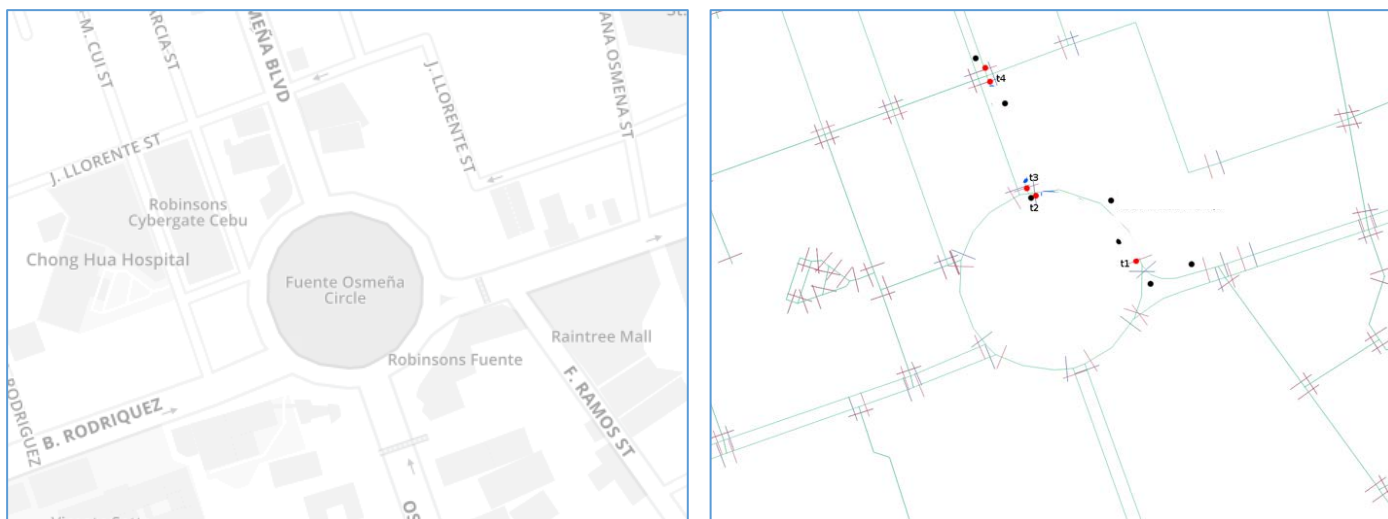 M. CUI ST
ARCIA ST
MEÑA BLVD
ANA OSMENA ST
J. LLORENTE ST
J. LLORENTE ST
Robinsons
Cybergate Cebu
Chong Hua Hospital
Fuente Osmeña
Circle
Raintree Mall
Robinsons Fuente
F. RAMOS ST
RODRIGUEZ
B. RODRIQUEZ
OS
t4
t3
t2
t1